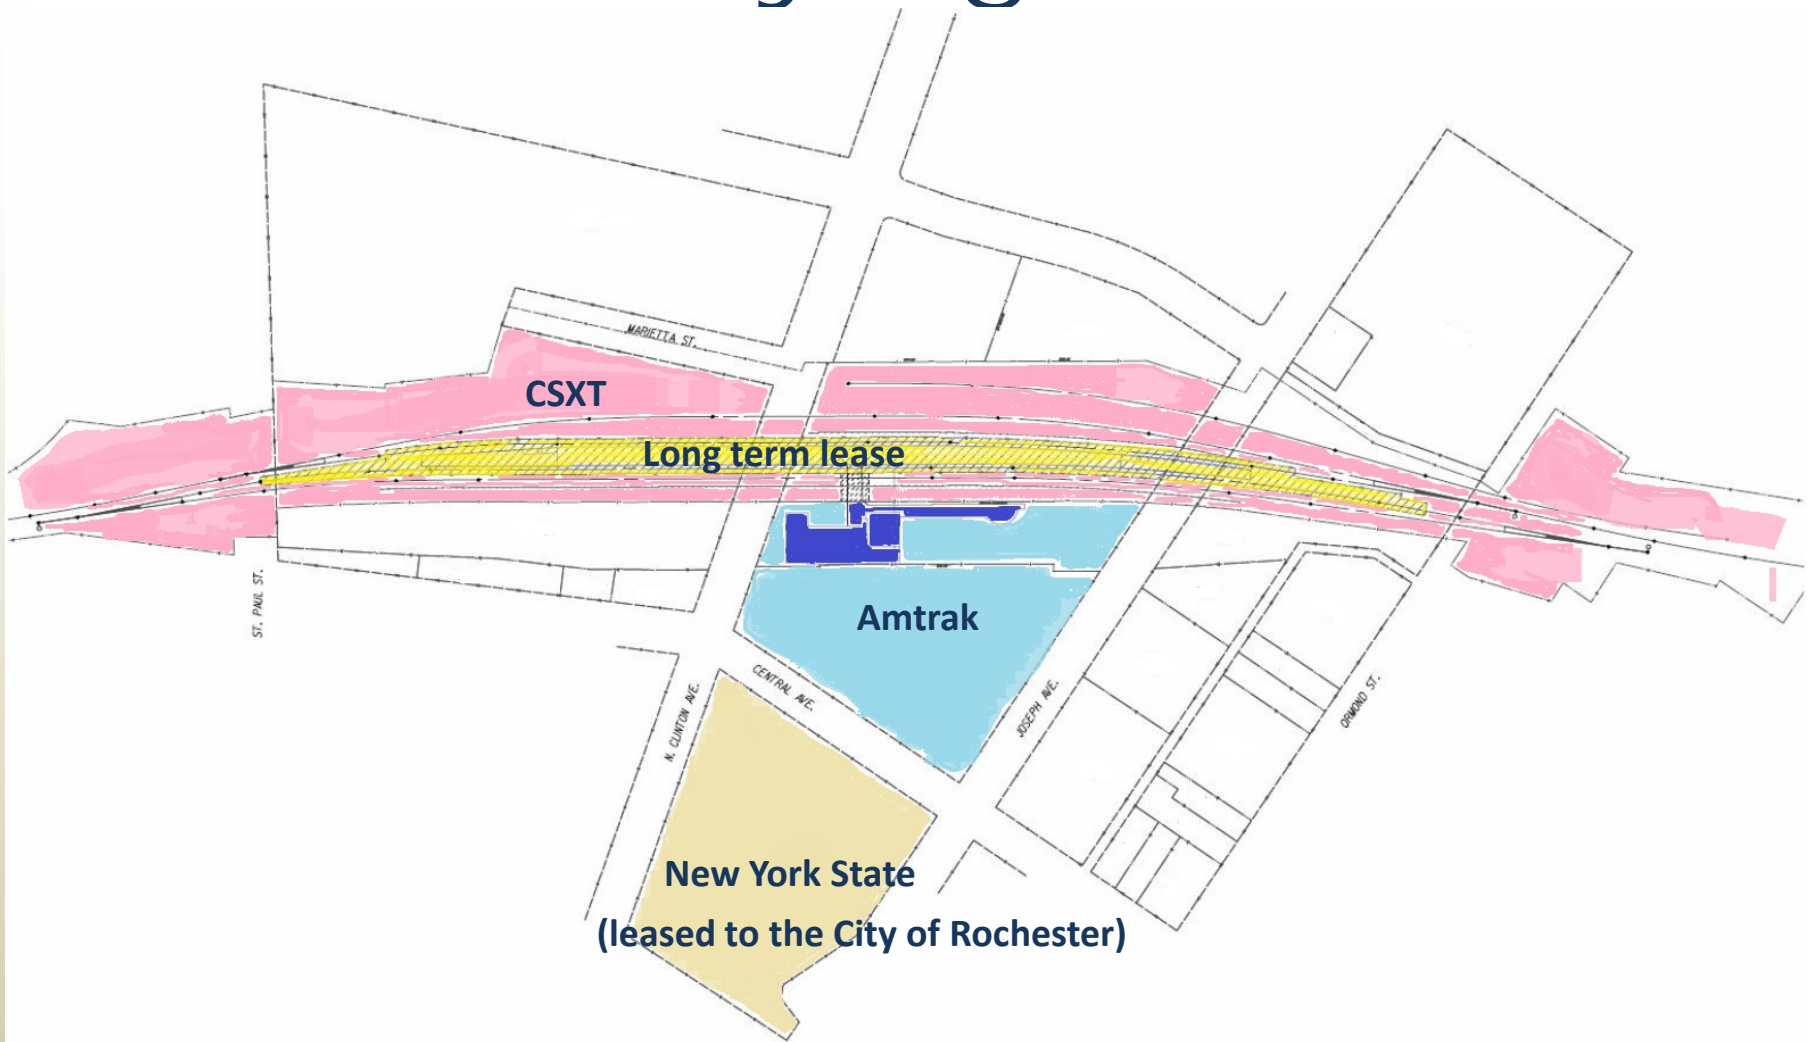 MARIETTA ST.
CSXT
Long term lease
ST. PAUL ST.
Amtrak
N. CLINTON AVE.
CENTRAL AVE.
JOSEPH AVE.
ORMOND ST.
New York State
(leased to the City of Rochester)